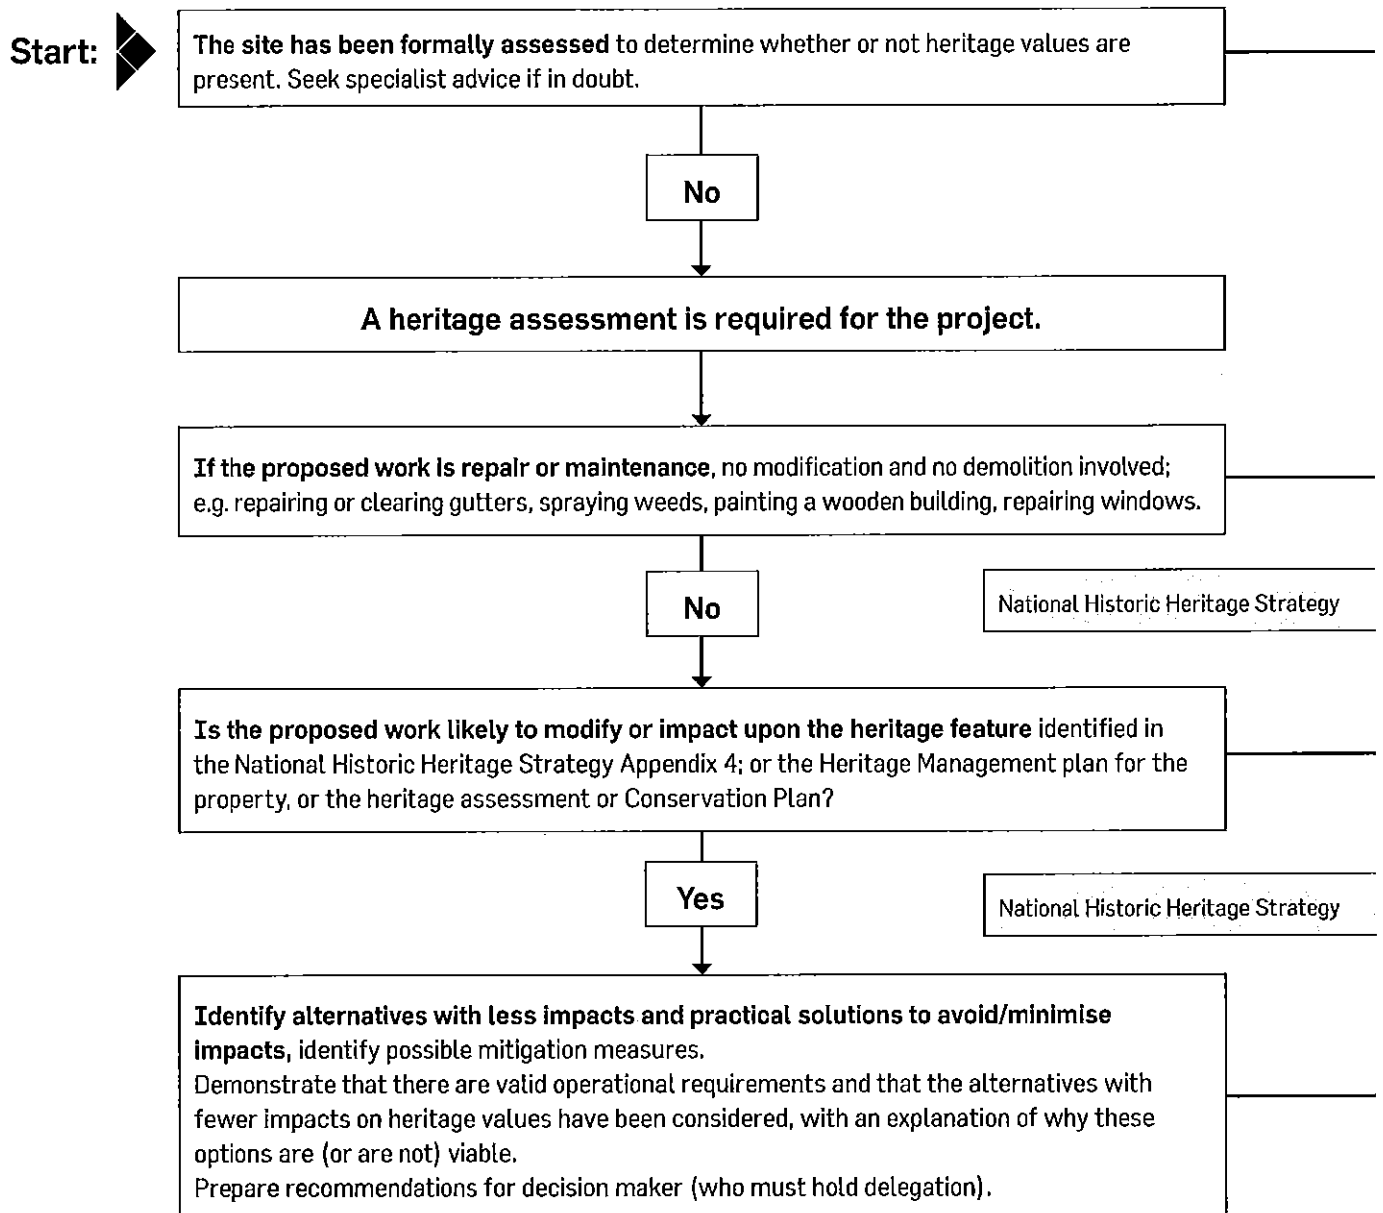 Start:
The site has been formally assessed to determine whether or not heritage values are
present. Seek specialist advice if in doubt.
No
A heritage assessment is required for the project.
If the proposed work is repair or maintenance, no modification and no demolition involved;
e.g. repairing or clearing gutters, spraying weeds, painting a wooden building, repairing windows.
No
National Historic Heritage Strategy
Is the proposed work likely to modify or impact upon the heritage feature identified in
the National Historic Heritage Strategy Appendix 4; or the Heritage Management plan for the
property, or the heritage assessment or Conservation Plan?
Yes
National Historic Heritage Strategy
Identify alternatives with less impacts and practical solutions to avoid/minimise
impacts, identify possible mitigation measures.
Demonstrate that there are valid operational requirements and that the alternatives with
fewer impacts on heritage values have been considered, with an explanation of why these
options are (or are not) viable.
Prepare recommendations for decision maker (who must hold delegation).